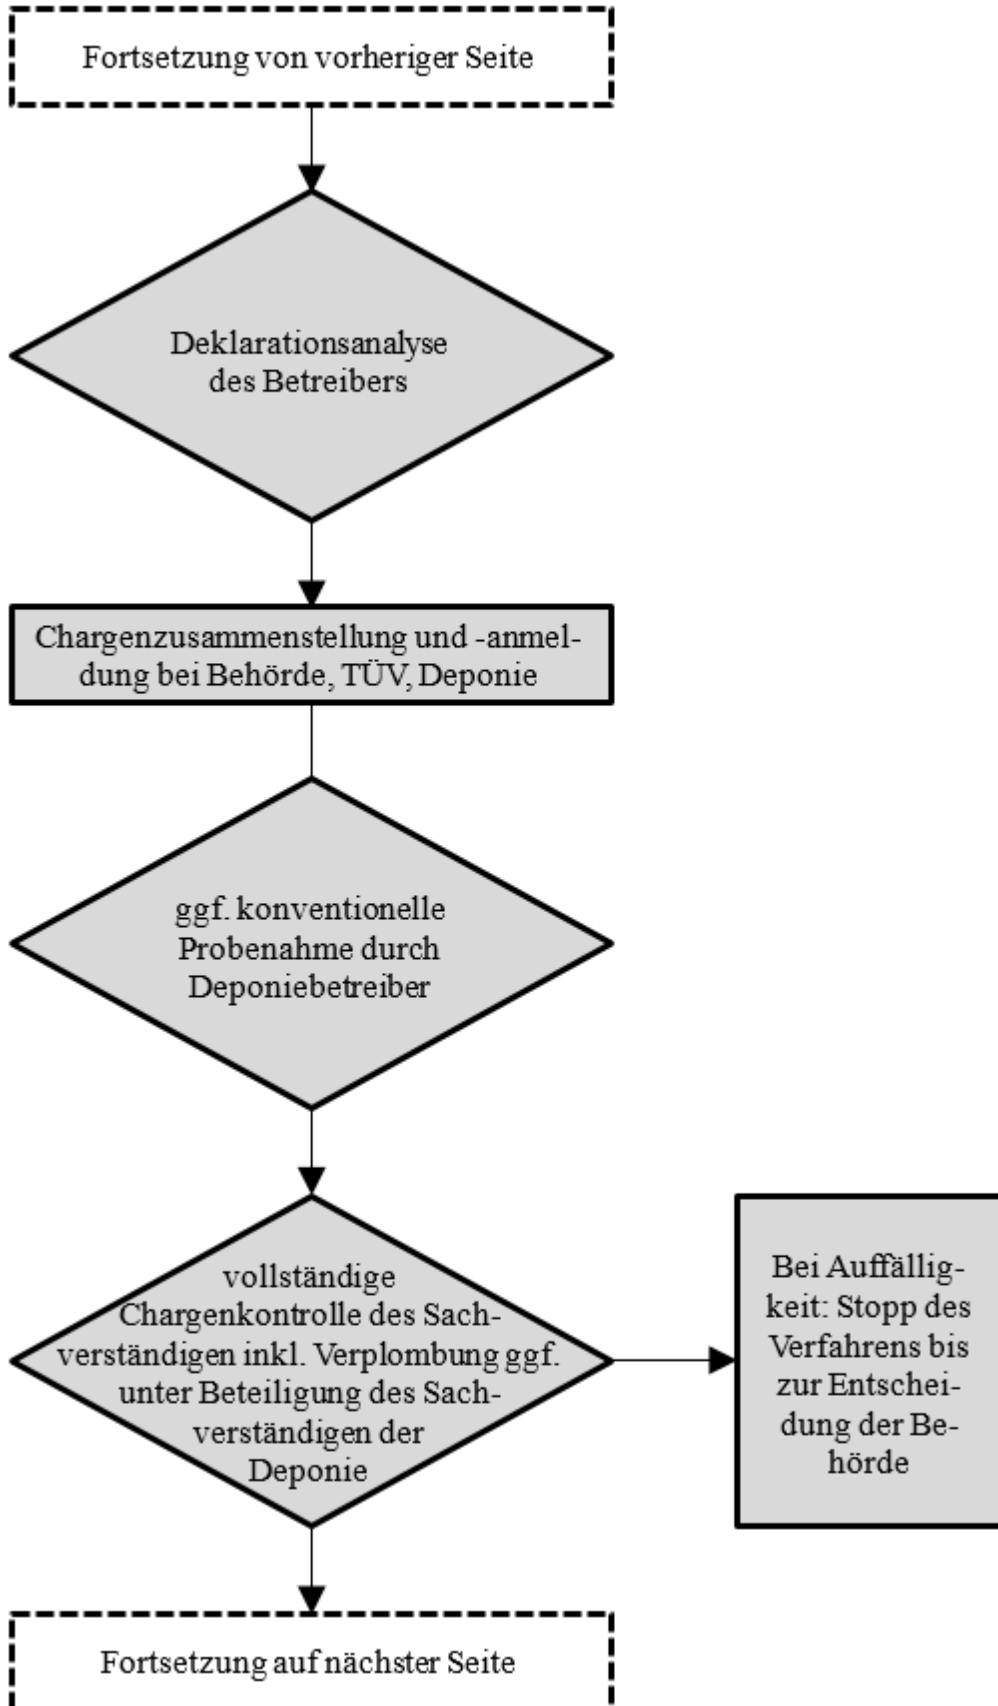 Fortsetzung von vorheriger Seite
Deklarationsanalyse
des Betreibers
Chargenzusammenstellung und -anmel-
dung bei Behörde, TÜV, Deponie
ggf. konventionelle
Probenahme durch
Deponiebetreiber
vollständige
Chargenkontrolle des Sach-
verständigen inkl. Verplombung ggf.
unter Beteiligung des Sach-
verständigen der
Deponie
Bei Auffällig-
keit: Stopp des
Verfahrens bis
zur Entschei-
dung der Be-
hörde
Fortsetzung auf nächster Seite